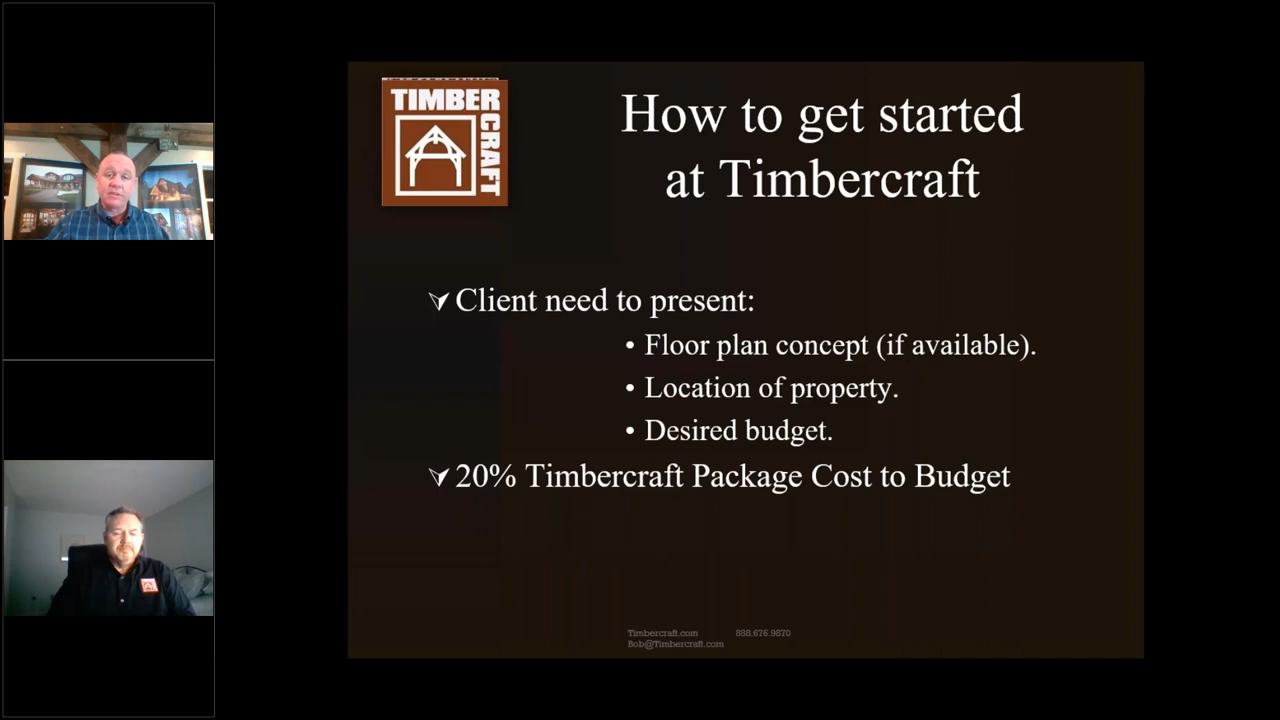 TIMBER
CRAFT
How to get started
at Timbercraft
Client need to present:
• Floor plan concept (if available).
• Location of property.
• Desired budget.
20% Timbercraft Package Cost to Budget
Timbercraft.com 888.676.9870
Bob@Timbercraft.com